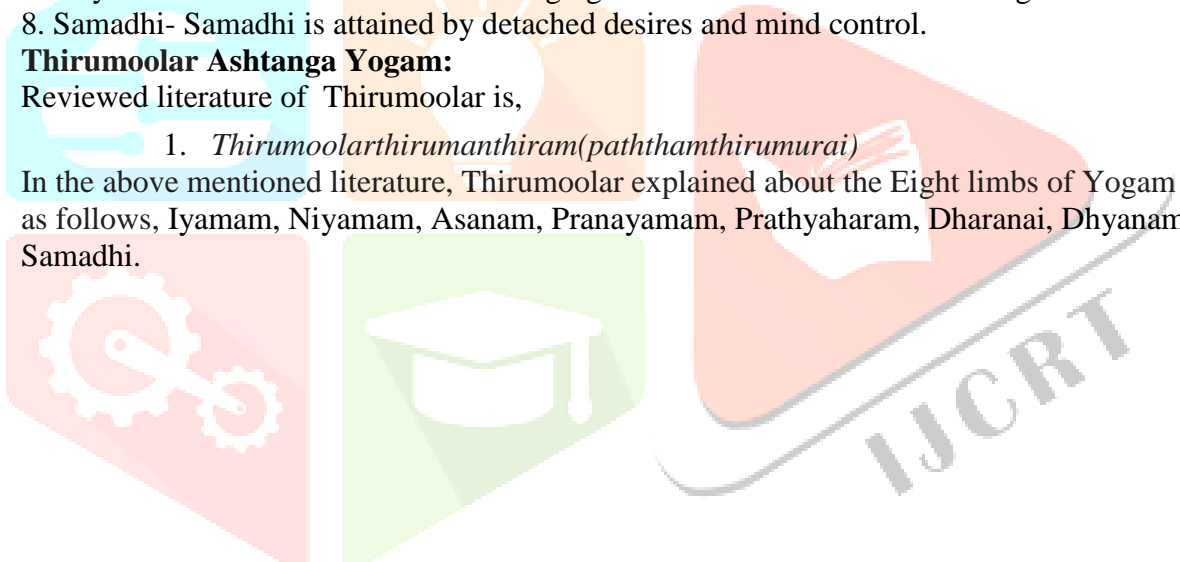 8. Samadhi- Samadhi is attained by detached desires and mind control.
Thirumoolar Ashtanga Yogam:
Reviewed literature of Thirumoolar is,
1. Thirumoolarthirumanthiram(paththamthirumurai)
In the above mentioned literature, Thirumoolar explained about the Eight limbs of Yogam
as follows, Iyamam, Niyamam, Asanam, Pranayamam, Prathyaharam, Dharanai, Dhyanam
Samadhi.
IJCRT